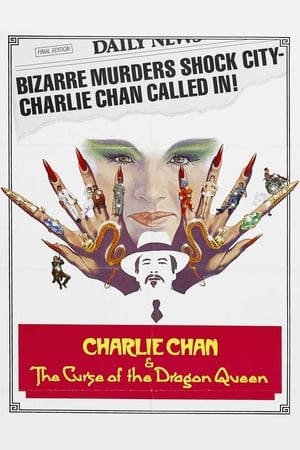 FINAL EDITION
DAILY NEWS
BIZARRE MURDERS SHOCK CITY-
CHARLIE CHAN CALLED IN!
CHARLIE CHAN
&
The Curse of the Dragon Queen